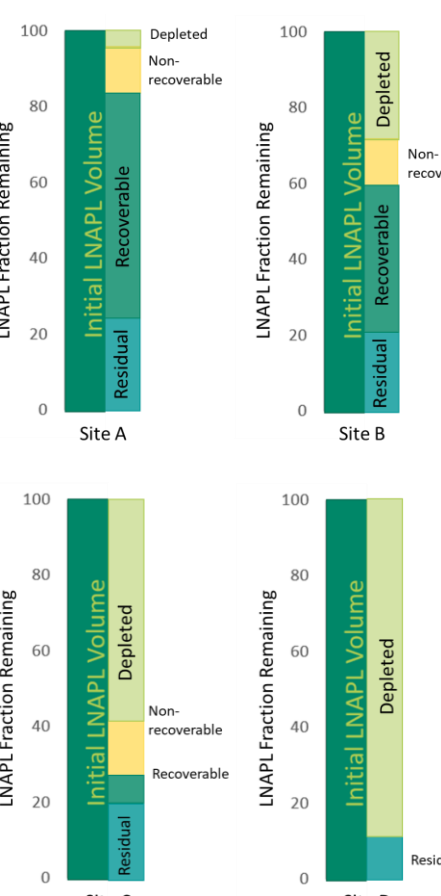 100
80
60
40
20
0
LNAPL Fraction Remaining
Initial LNAPL Volume
Depleted
Non-
recoverable
Recoverable
Residual
Site A
100
80
60
40
20
0
LNAPL Fraction Remaining
Initial LNAPL Volume
Depleted
Non-
recov
Recoverable
Residual
Site B
100
80
60
40
20
0
LNAPL Fraction Remaining
Initial LNAPL Volume
Depleted
Non-
recoverable
Recoverable
Residual
100
80
60
40
20
0
LNAPL Fraction Remaining
Initial LNAPL Volume
Depleted
Resid